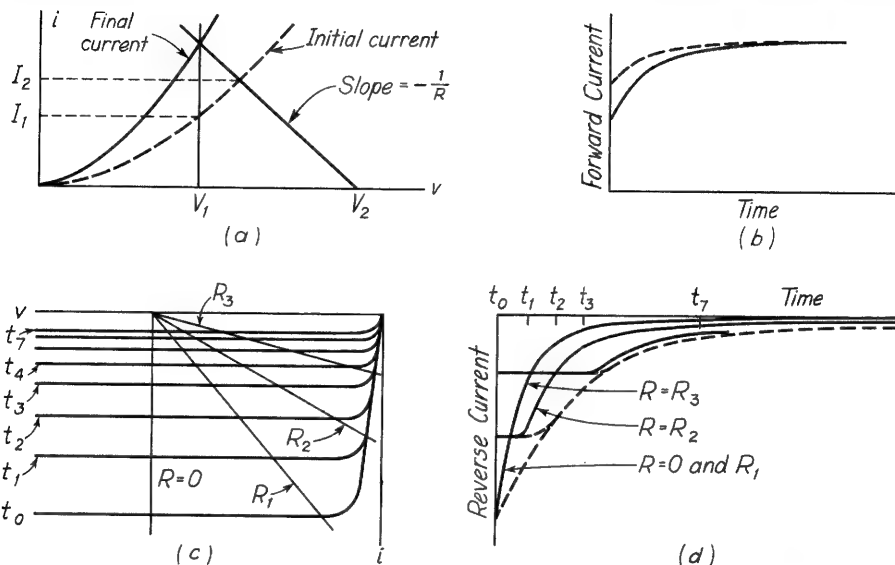 i
Final
current
Initial current
I₂
I₁
Slope = -1/R
V₁
V₂
v
(a)
Forward Current
Time
(b)
v
R₃
t₇
t₄
t₃
t₂
R₂
t₁
R=0
R₁
t₀
i
(c)
t₀ t₁ t₂ t₃ t₇ Time
Reverse Current
R=R₃
R=R₂
R=0 and R₁
(d)